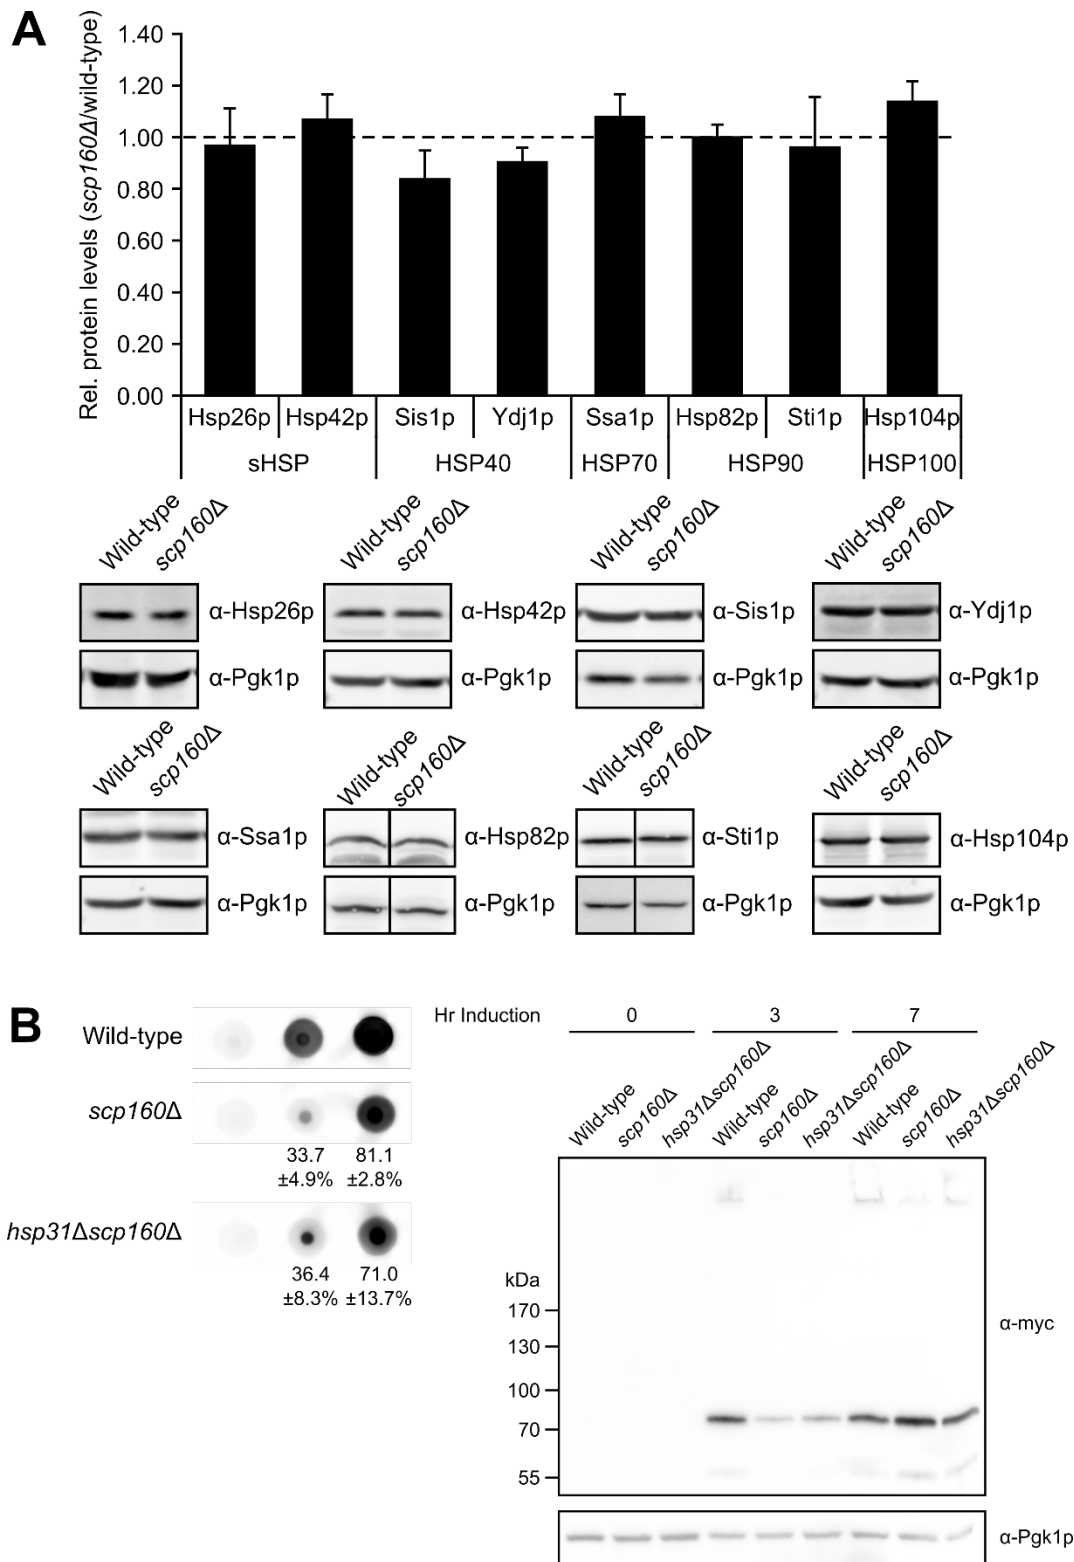 A
Rel. protein levels (scp160Δ/wild-type)
1.40
1.20
1.00
0.80
0.60
0.40
0.20
0.00
Hsp26p Hsp42p Sis1p Ydj1p Ssa1p Hsp82p Sti1p Hsp104p
sHSP HSP40 HSP70 HSP90 HSP100
Wild-type scp160Δ Wild-type scp160Δ Wild-type scp160Δ Wild-type scp160Δ
α-Hsp26p α-Hsp42p α-Sis1p α-Ydj1p
α-Pgk1p α-Pgk1p α-Pgk1p α-Pgk1p
Wild-type scp160Δ Wild-type scp160Δ Wild-type scp160Δ Wild-type scp160Δ
α-Ssa1p α-Hsp82p α-Sti1p α-Hsp104p
α-Pgk1p α-Pgk1p α-Pgk1p α-Pgk1p
B
Wild-type
scp160Δ
33.7 81.1
±4.9% ±2.8%
hsp31Δscp160Δ
36.4 71.0
±8.3% ±13.7%
Hr Induction 0 3 7
Wild-type scp160Δ hsp31Δscp160Δ Wild-type scp160Δ hsp31Δscp160Δ Wild-type scp160Δ hsp31Δscp160Δ
kDa
170
130
100
70
55
α-myc
α-Pgk1p